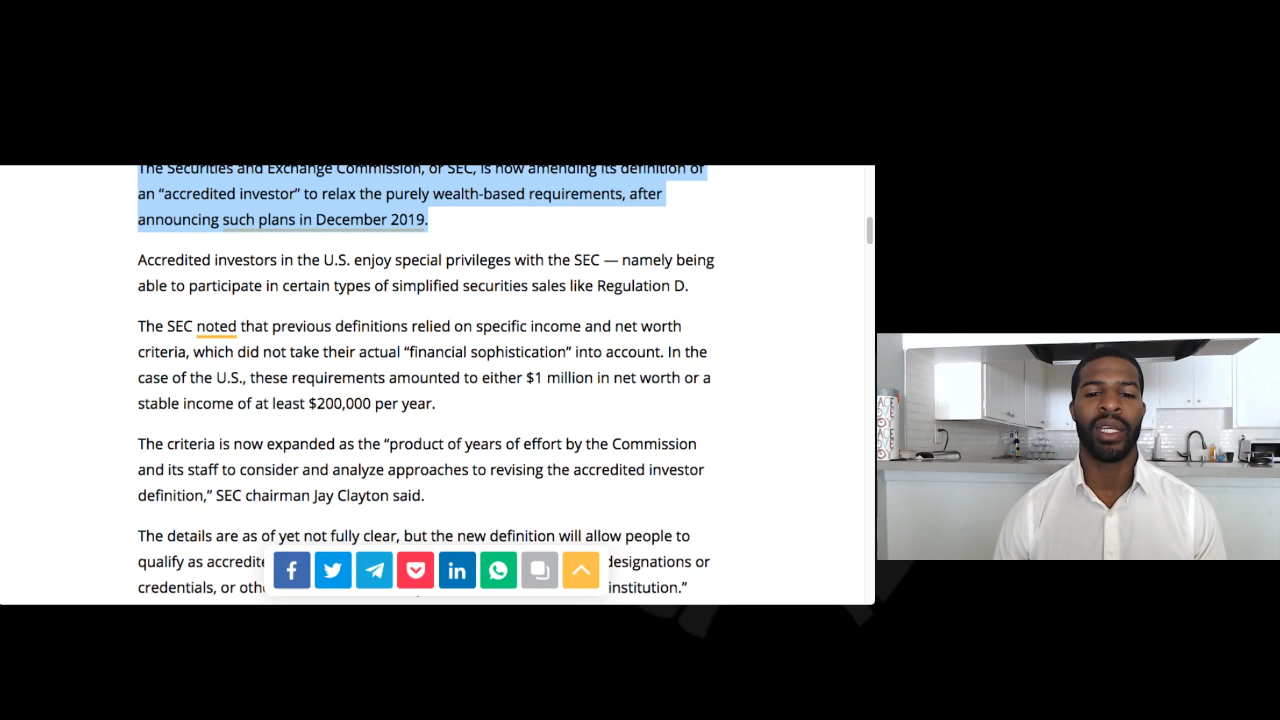 The Securities and Exchange Commission, or SEC, is now amending its definition of
an “accredited investor” to relax the purely wealth-based requirements, after
announcing such plans in December 2019.
Accredited investors in the U.S. enjoy special privileges with the SEC — namely being
able to participate in certain types of simplified securities sales like Regulation D.
The SEC noted that previous definitions relied on specific income and net worth
criteria, which did not take their actual “financial sophistication” into account. In the
case of the U.S., these requirements amounted to either $1 million in net worth or a
stable income of at least $200,000 per year.
The criteria is now expanded as the “product of years of effort by the Commission
and its staff to consider and analyze approaches to revising the accredited investor
definition,” SEC chairman Jay Clayton said.
The details are as of yet not fully clear, but the new definition will allow people to
qualify as designations or
credentials, or institution.”